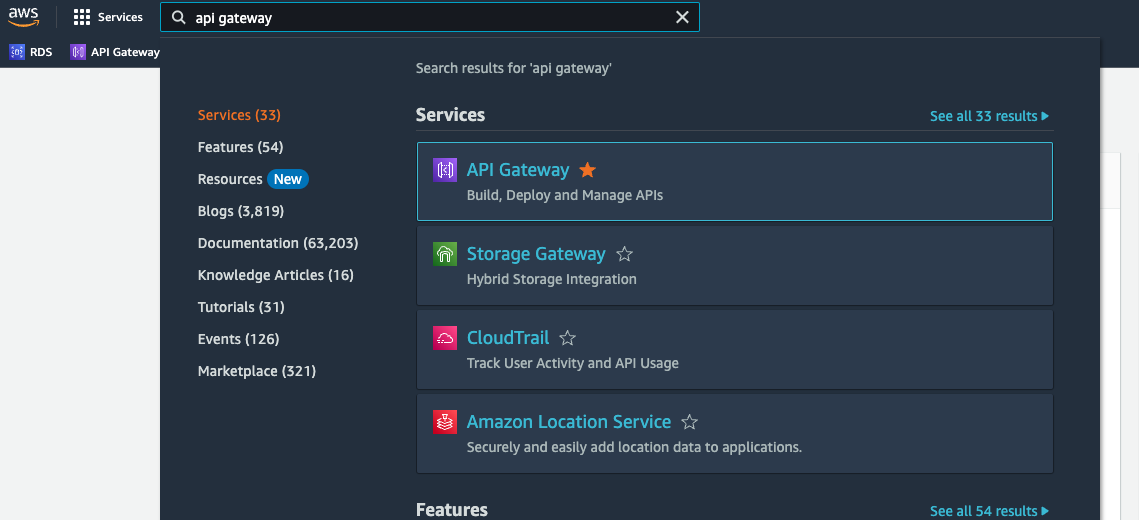 aws
Services
api gateway
RDS
API Gateway
Search results for 'api gateway'
Services (33)
Features (54)
Resources New
Blogs (3,819)
Documentation (63,203)
Knowledge Articles (16)
Tutorials (31)
Events (126)
Marketplace (321)
Services
See all 33 results
API Gateway
Build, Deploy and Manage APIs
Storage Gateway
Hybrid Storage Integration
CloudTrail
Track User Activity and API Usage
Amazon Location Service
Securely and easily add location data to applications.
Features
See all 54 results